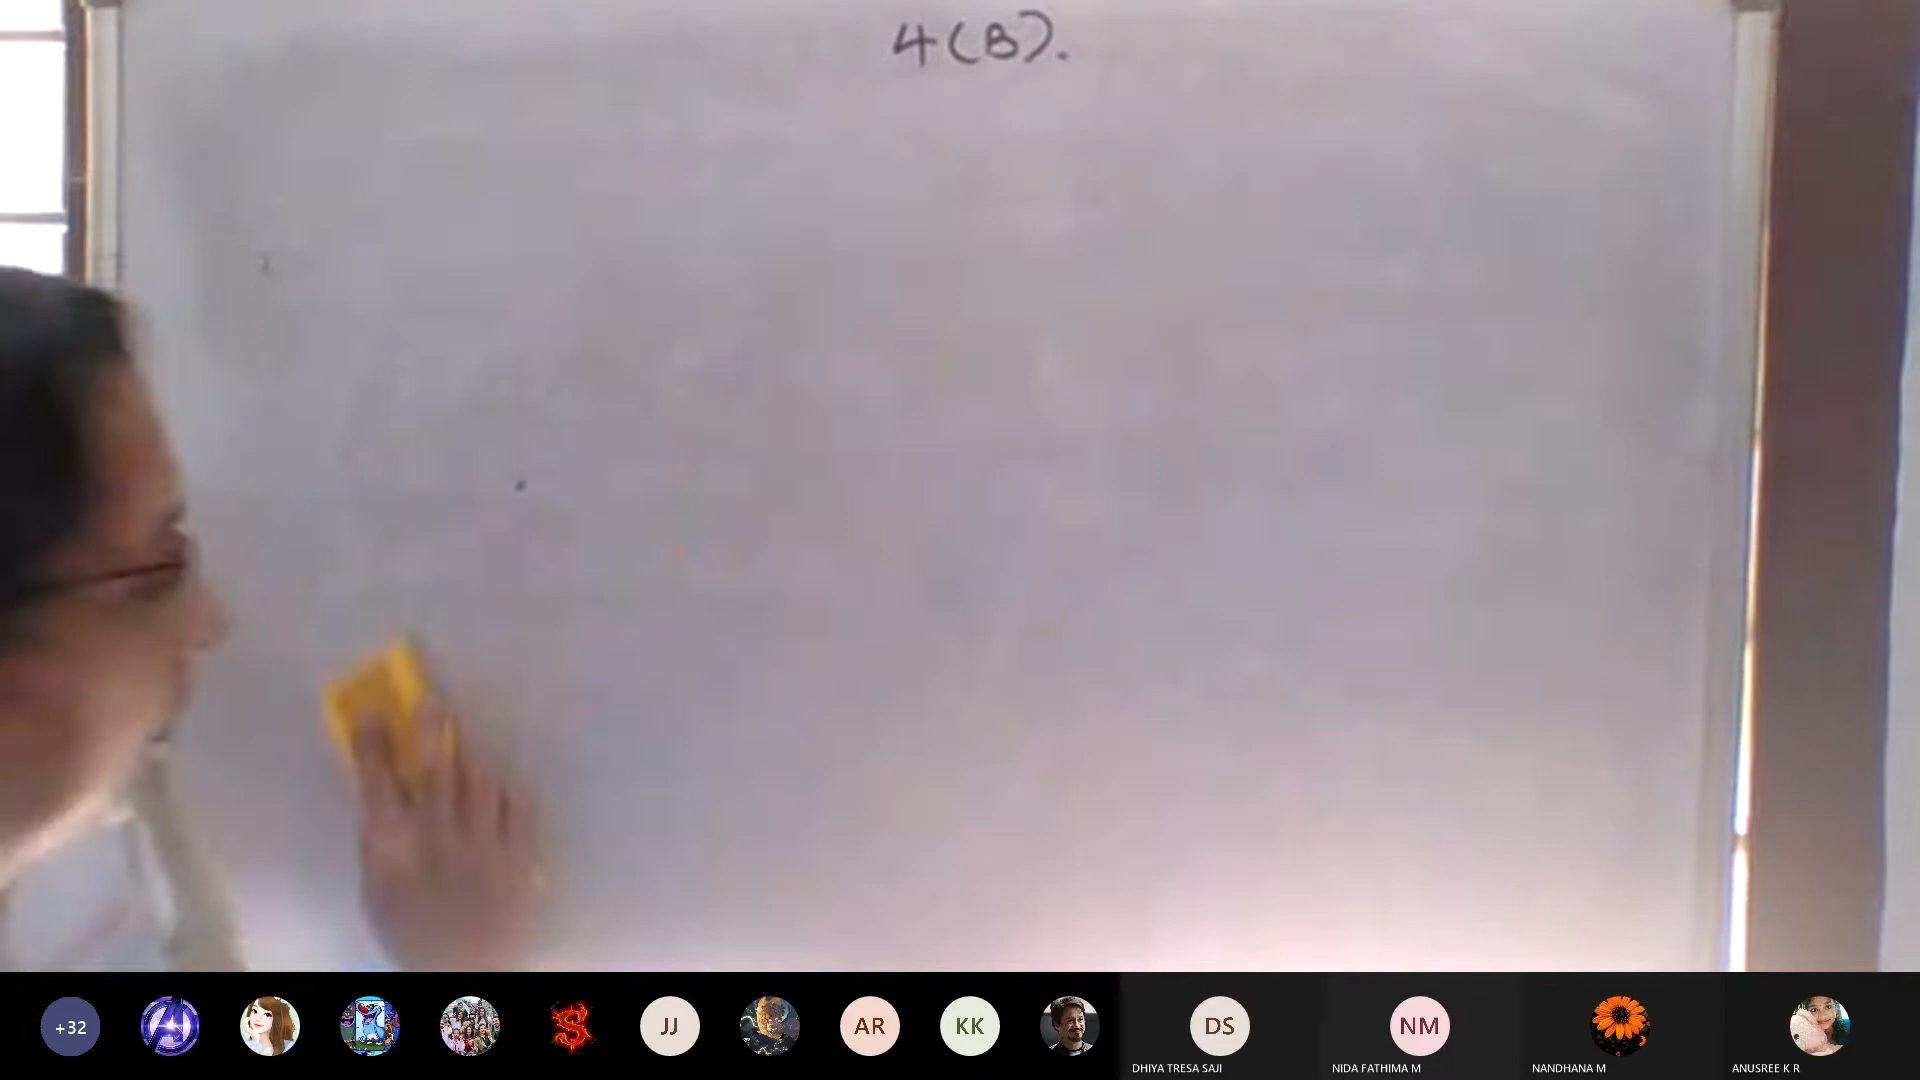 4(B).
+32
JJ
AR
KK
DS
NM
DHIYA TRESA SAJI
NIDA FATHIMA M
NANDHANA M
ANUSREE K R